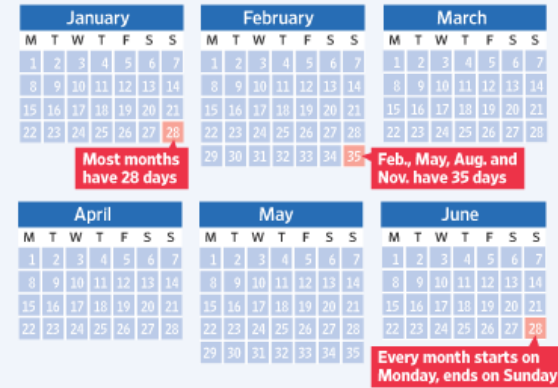 January
February
March
M T W T F S S
M T W T F S S
M T W T F S S
1 2 3 4 5 6 7
8 9 10 11 12 13 14
15 16 17 18 19 20 21
22 23 24 25 26 27 28
1 2 3 4 5 6 7
8 9 10 11 12 13 14
15 16 17 18 19 20 21
22 23 24 25 26 27 28
29 30 31 32 33 34 35
1 2 3 4 5 6 7
8 9 10 11 12 13 14
15 16 17 18 19 20 21
22 23 24 25 26 27 28
Most months
have 28 days
Feb., May, Aug. and
Nov. have 35 days
April
May
June
M T W T F S S
M T W T F S S
M T W T F S S
1 2 3 4 5 6 7
8 9 10 11 12 13 14
15 16 17 18 19 20 21
22 23 24 25 26 27 28
1 2 3 4 5 6 7
8 9 10 11 12 13 14
15 16 17 18 19 20 21
22 23 24 25 26 27 28
29 30 31 32 33 34 35
1 2 3 4 5 6 7
8 9 10 11 12 13 14
15 16 17 18 19 20 21
22 23 24 25 26 27 28
Every month starts on
Monday, ends on Sunday